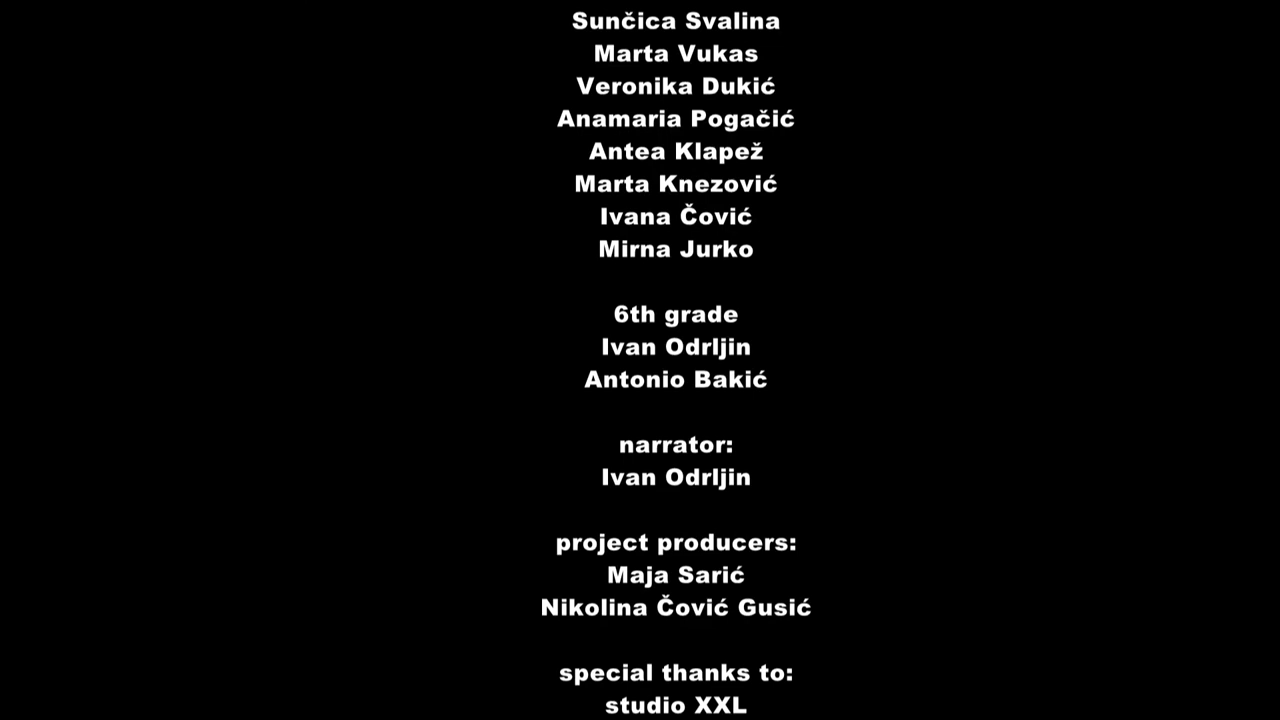 Sunčica Svalina
Marta Vukas
Veronika Dukić
Anamaria Pogačić
Antea Klapež
Marta Knezović
Ivana Čović
Mirna Jurko
6th grade
Ivan Odrljin
Antonio Bakić
narrator:
Ivan Odrljin
project producers:
Maja Sarić
Nikolina Čović Gusić
special thanks to:
studio XXL